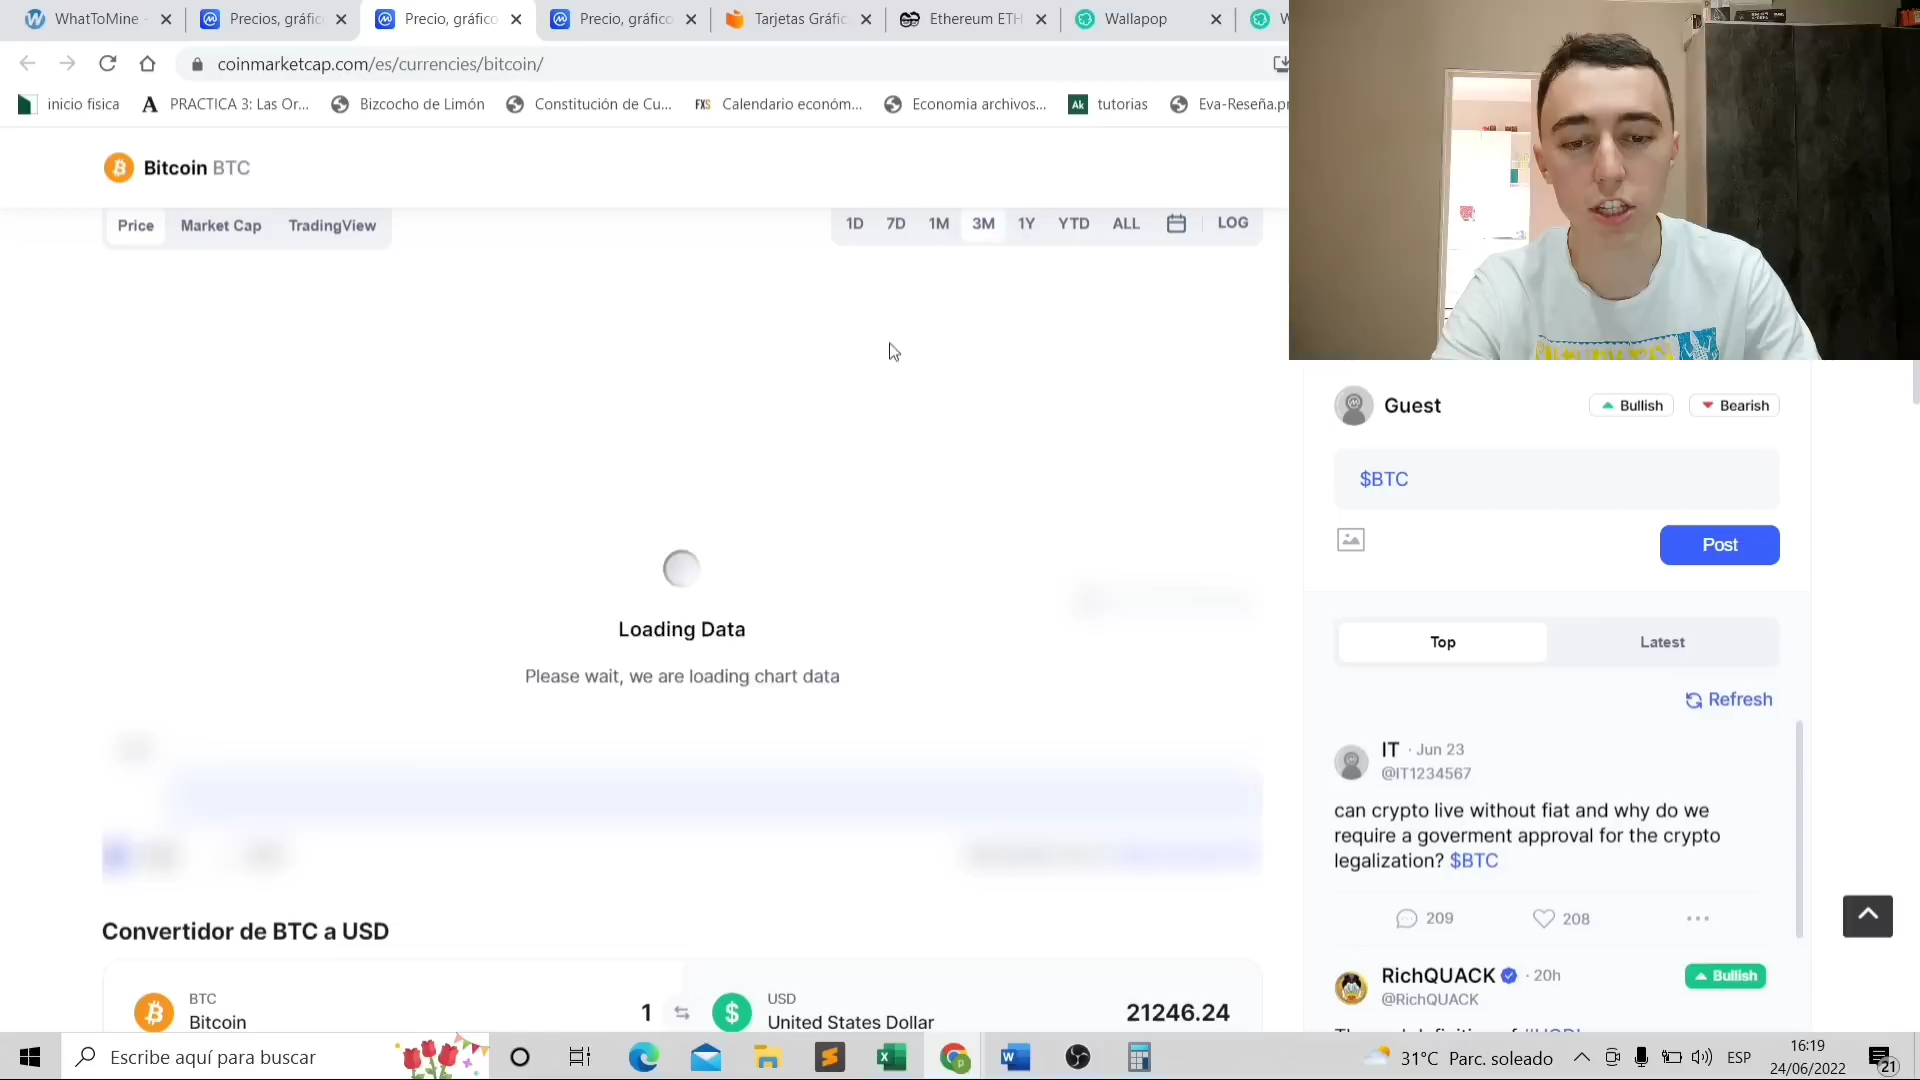 WhatToMine -
Precios, gráfic
Precio, gráfico
Precio, gráfico
Tarjetas Gráfic
Ethereum ETH
Wallapop
coinmarketcap.com/es/currencies/bitcoin/
inicio fisica
PRACTICA 3: Las Or...
Bizcocho de Limón
Constitución de Cu...
FXS Calendario económ...
Economia archivos...
Ak tutorias
Eva-Reseña.pr
Bitcoin BTC
Price
Market Cap
TradingView
1D
7D
1M
3M
1Y
YTD
ALL
LOG
Guest
Bullish
Bearish
$BTC
Post
Loading Data
Please wait, we are loading chart data
Top
Latest
Refresh
IT · Jun 23
@IT1234567
can crypto live without fiat and why do we
require a goverment approval for the crypto
legalization? $BTC
209
208
RichQUACK · 20h
Bullish
@RichQUACK
Convertidor de BTC a USD
BTC
Bitcoin
1
USD
United States Dollar
21246.24
Escribe aquí para buscar
31°C Parc. soleado
ESP
16:19
24/06/2022
21